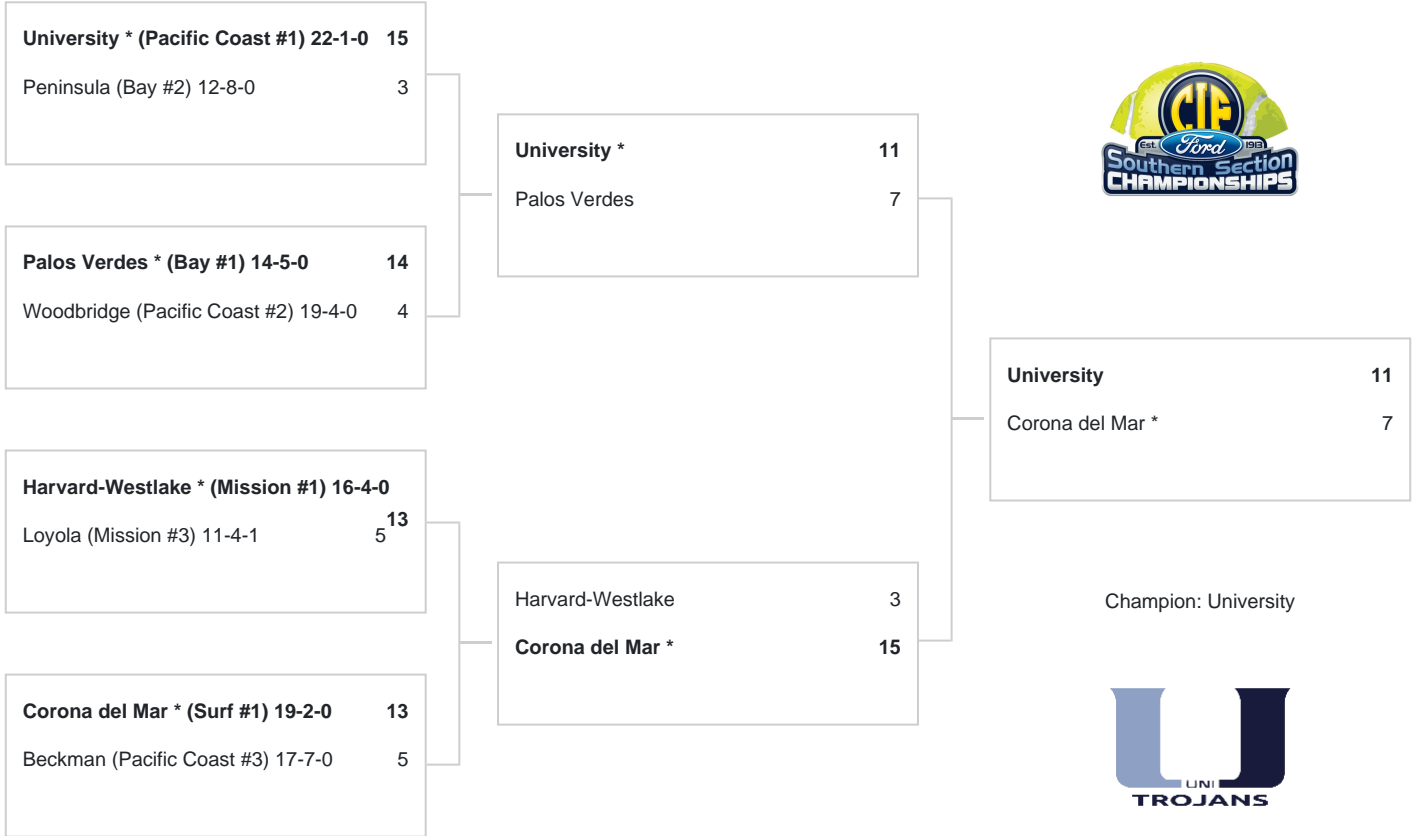 University * (Pacific Coast #1) 22-1-0 15
Peninsula (Bay #2) 12-8-0 3
Palos Verdes * (Bay #1) 14-5-0 14
Woodbridge (Pacific Coast #2) 19-4-0 4
Harvard-Westlake * (Mission #1) 16-4-0
13
Loyola (Mission #3) 11-4-1 5
Corona del Mar * (Surf #1) 19-2-0 13
Beckman (Pacific Coast #3) 17-7-0 5
University * 11
Palos Verdes 7
Harvard-Westlake 3
Corona del Mar * 15
CIF
Est. Ford 1913
Southern Section
CHAMPIONSHIPS
University 11
Corona del Mar * 7
Champion: University
UNI
TROJANS